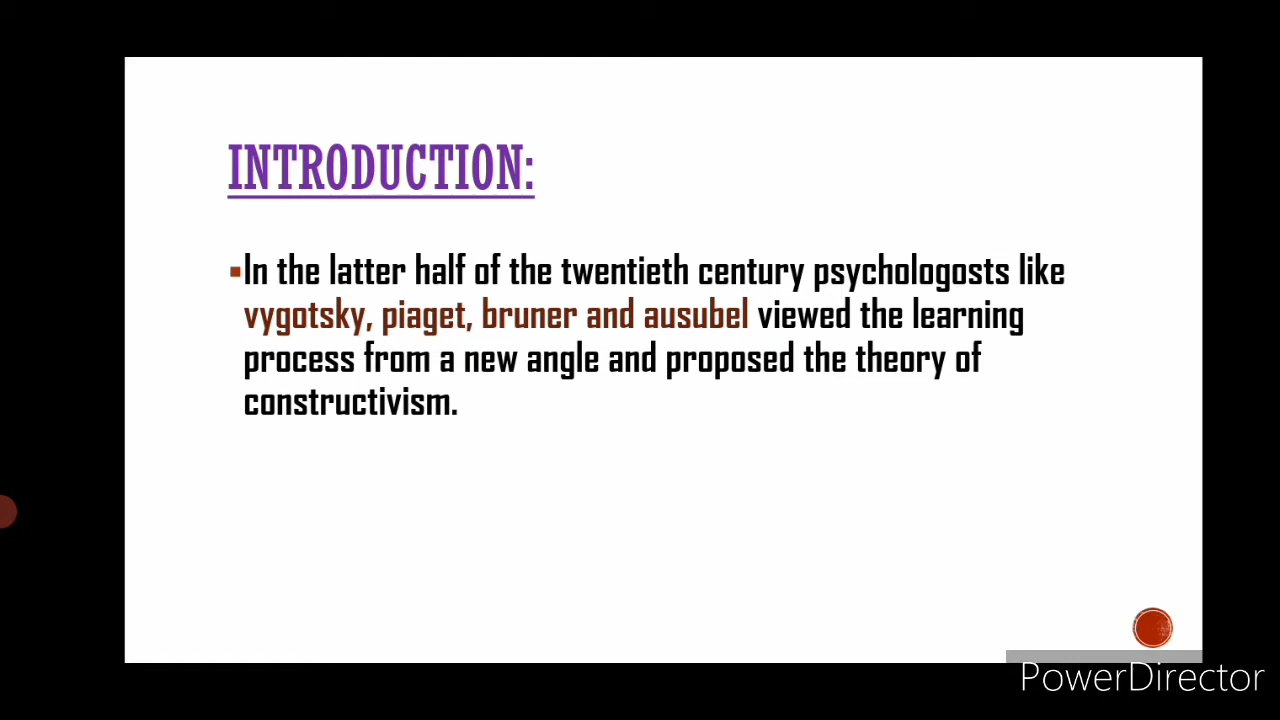 INTRODUCTION:
▪In the latter half of the twentieth century psychologosts like
vygotsky, piaget, bruner and ausubel viewed the learning
process from a new angle and proposed the theory of
constructivism.
PowerDirector